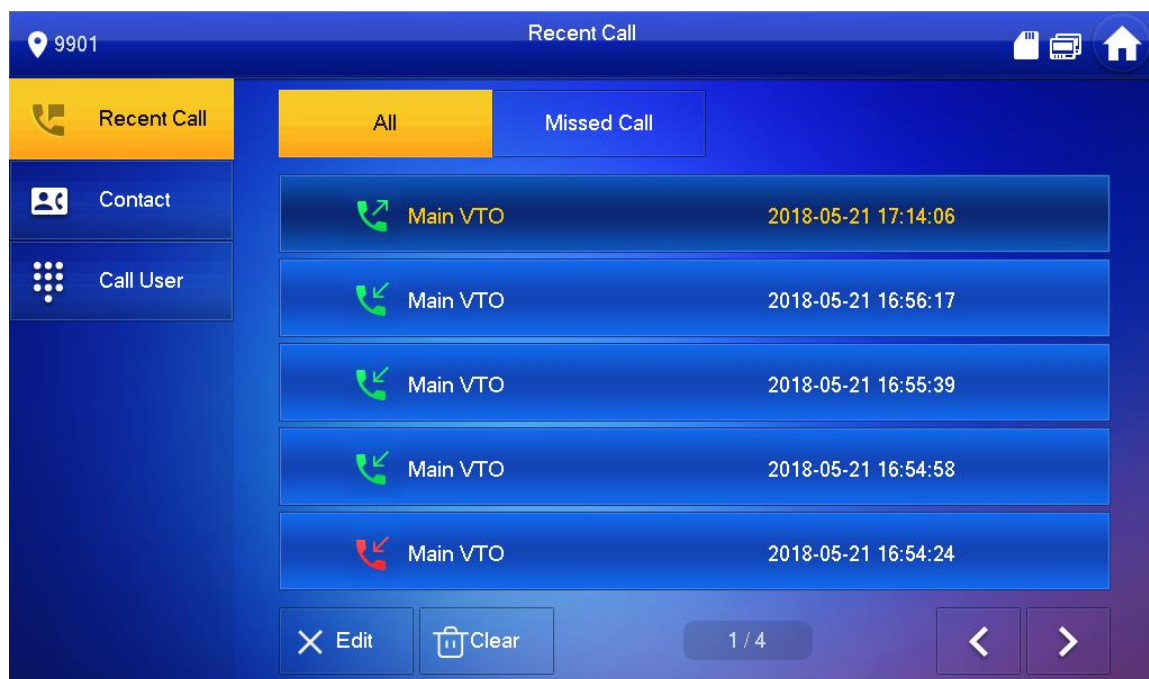 9901
Recent Call
Recent Call
Contact
Call User
All
Missed Call
Main VTO 2018-05-21 17:14:06
Main VTO 2018-05-21 16:56:17
Main VTO 2018-05-21 16:55:39
Main VTO 2018-05-21 16:54:58
Main VTO 2018-05-21 16:54:24
Edit
Clear
1 / 4